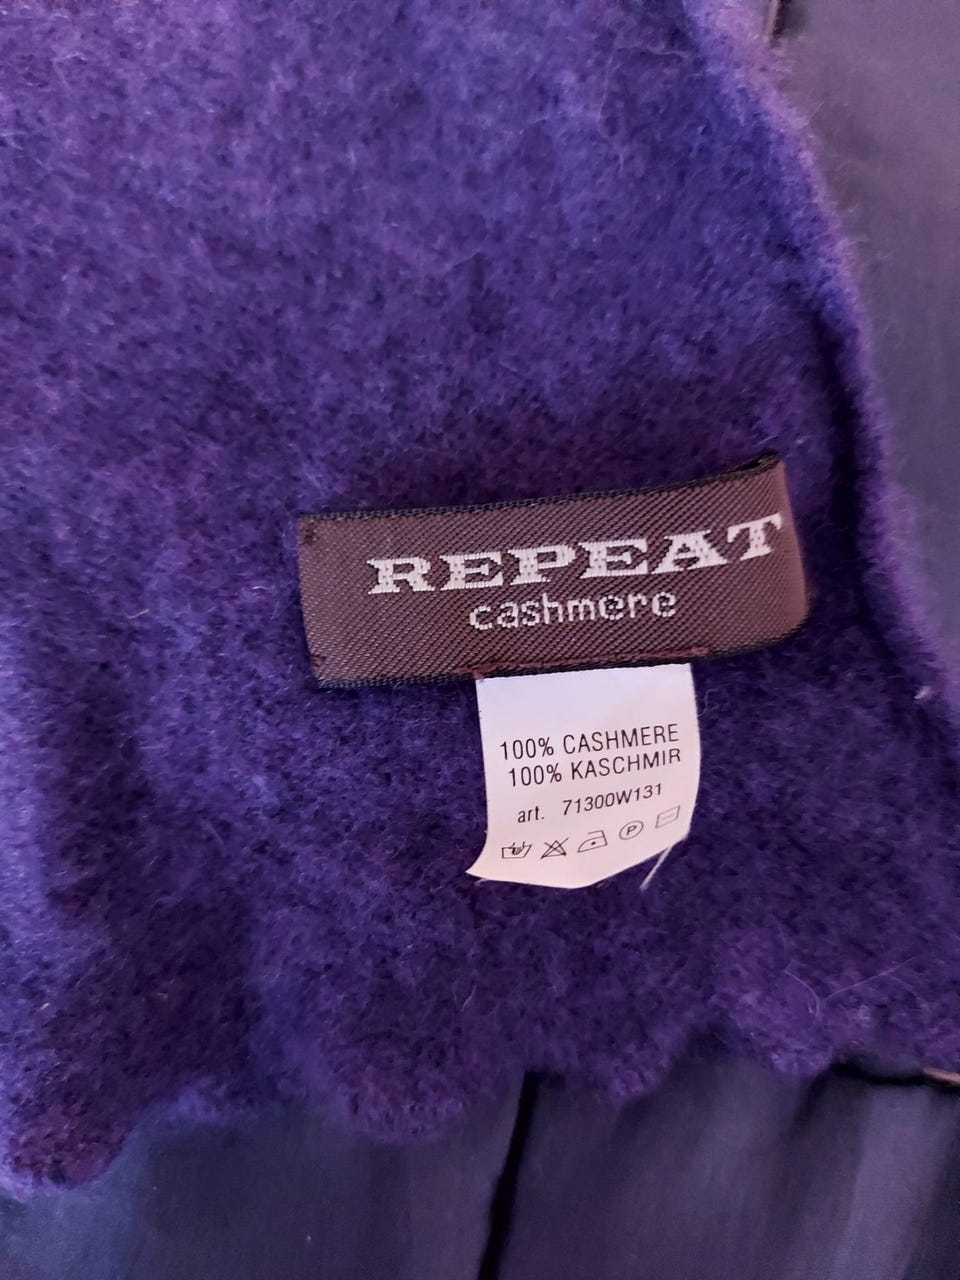 REPEAT
cashmere
100% CASHMERE
100% KASCHMIR
art. 71300W131
P